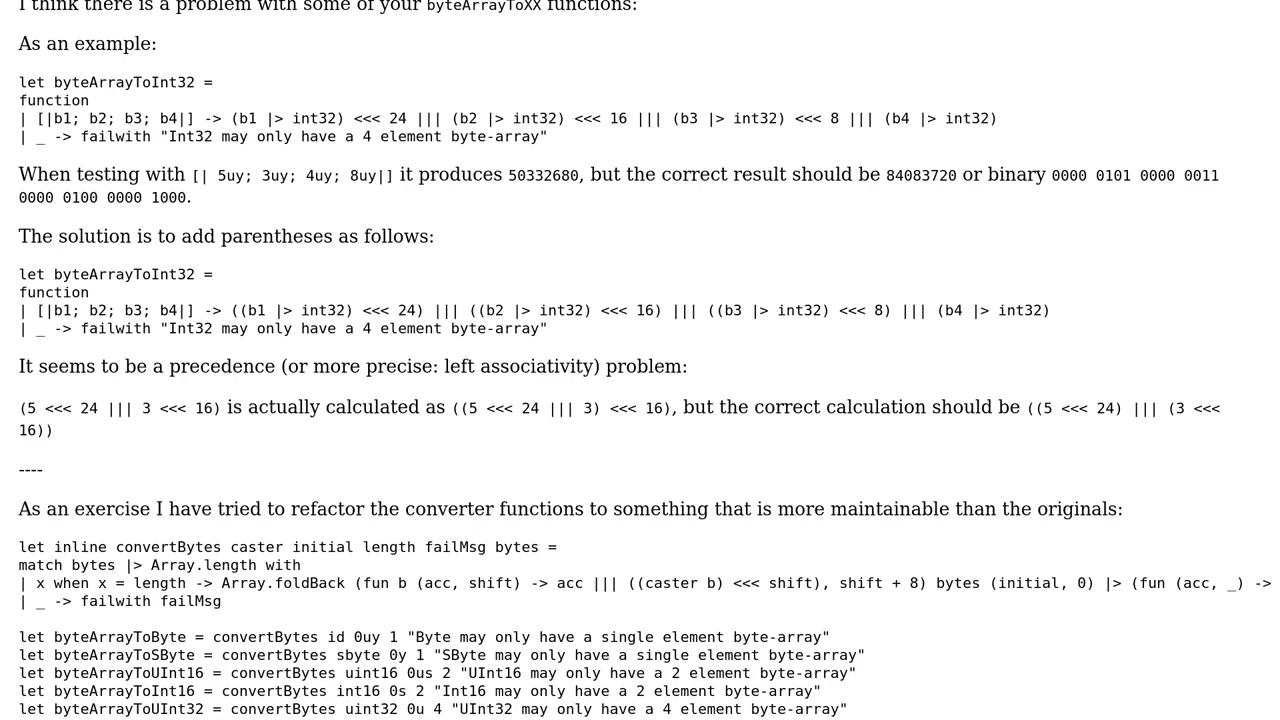 I think there is a problem with some of your byteArrayToXX functions:
As an example:
let byteArrayToInt32 =
function
| [|b1; b2; b3; b4|] -> (b1 |> int32) <<< 24 ||| (b2 |> int32) <<< 16 ||| (b3 |> int32) <<< 8 ||| (b4 |> int32)
| _ -> failwith "Int32 may only have a 4 element byte-array"
When testing with [| 5uy; 3uy; 4uy; 8uy|] it produces 50332680, but the correct result should be 84083720 or binary 0000 0101 0000 0011
0000 0100 0000 1000.
The solution is to add parentheses as follows:
let byteArrayToInt32 =
function
| [|b1; b2; b3; b4|] -> ((b1 |> int32) <<< 24) ||| ((b2 |> int32) <<< 16) ||| ((b3 |> int32) <<< 8) ||| (b4 |> int32)
| _ -> failwith "Int32 may only have a 4 element byte-array"
It seems to be a precedence (or more precise: left associativity) problem:
(5 <<< 24 ||| 3 <<< 16) is actually calculated as ((5 <<< 24 ||| 3) <<< 16), but the correct calculation should be ((5 <<< 24) ||| (3 <<<
16))
----
As an exercise I have tried to refactor the converter functions to something that is more maintainable than the originals:
let inline convertBytes caster initial length failMsg bytes =
match bytes |> Array.length with
| x when x = length -> Array.foldBack (fun b (acc, shift) -> acc ||| ((caster b) <<< shift), shift + 8) bytes (initial, 0) |> (fun (acc, _) ->
| _ -> failwith failMsg
let byteArrayToByte = convertBytes id 0uy 1 "Byte may only have a single element byte-array"
let byteArrayToSByte = convertBytes sbyte 0y 1 "SByte may only have a single element byte-array"
let byteArrayToUInt16 = convertBytes uint16 0us 2 "UInt16 may only have a 2 element byte-array"
let byteArrayToInt16 = convertBytes int16 0s 2 "Int16 may only have a 2 element byte-array"
let byteArrayToUInt32 = convertBytes uint32 0u 4 "UInt32 may only have a 4 element byte-array"